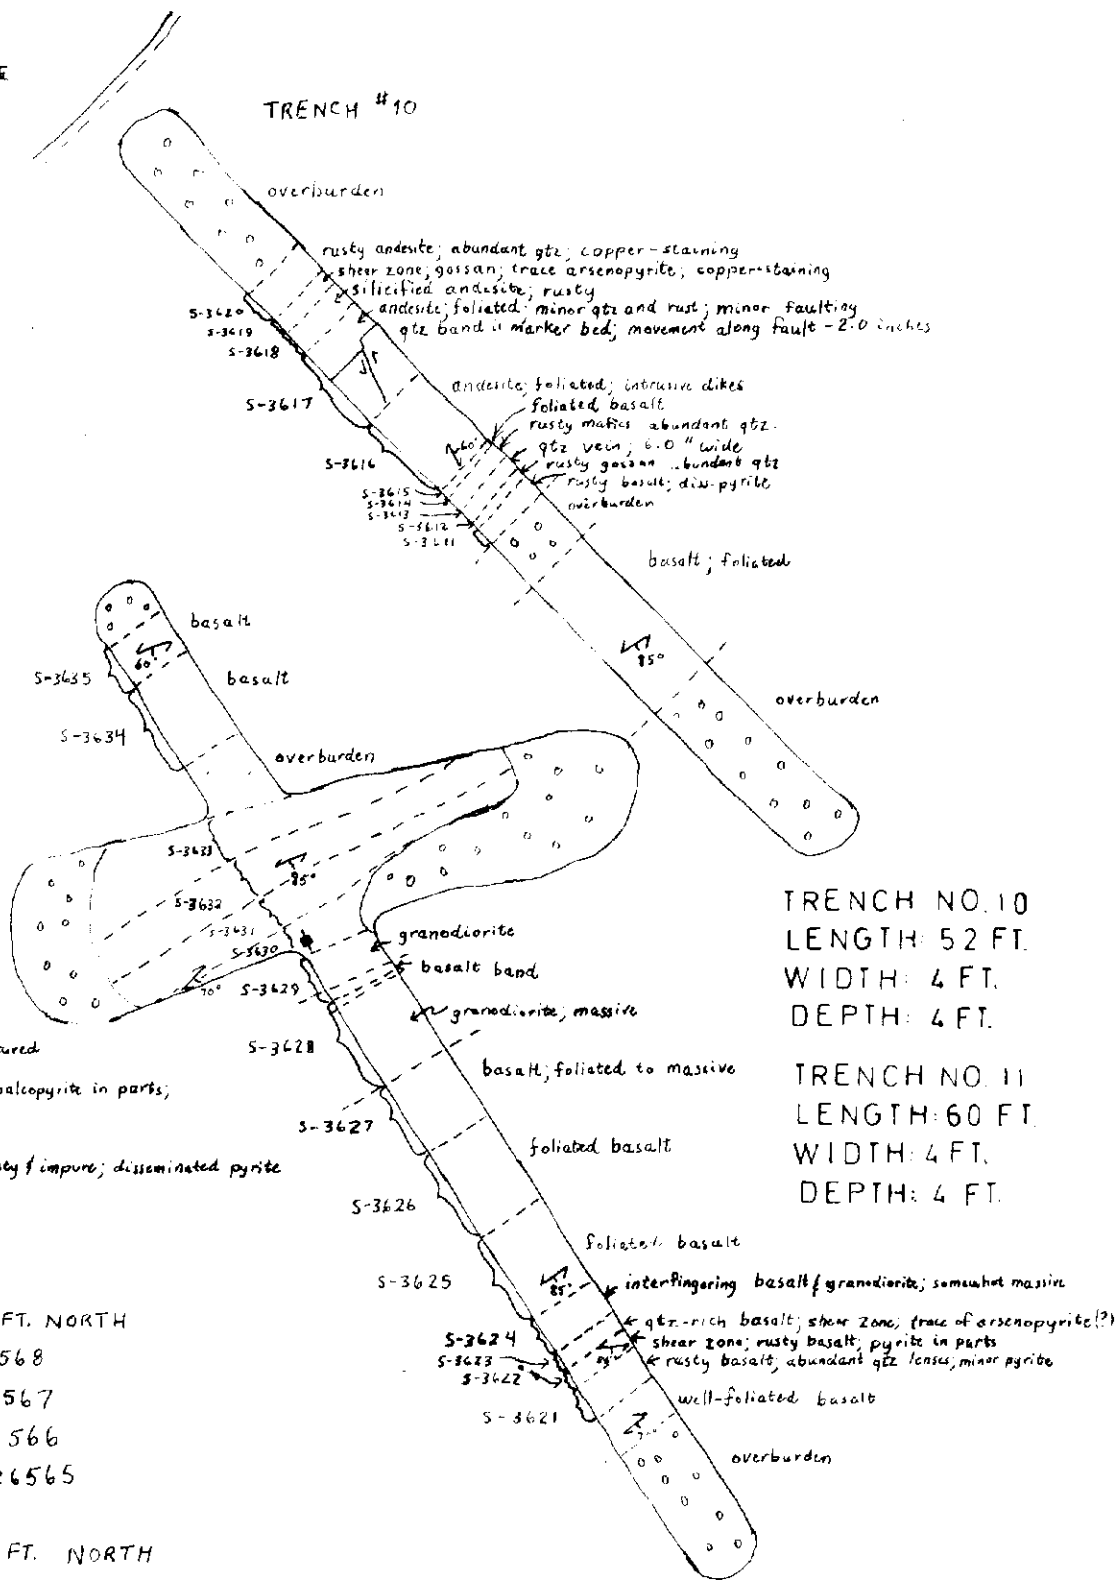 TRENCH #10
overburden
rusty andesite; abundant qtz; copper-staining
shear zone; gossan; trace arsenopyrite; copper-staining
silicified andesite; rusty
S-3620
andesite; foliated; minor qtz and rust; minor faulting
S-3619
qtz band is marker bed; movement along fault - 2.0 inches
S-3618
andesite; foliated; intrusive dikes
S-3617
foliated basalt
rusty mafics abundant qtz.
60°
qtz vein; 6.0" wide
S-3616
rusty gossan abundant qtz
rusty basalt; diss. pyrite
S-3615
S-3614
overburden
S-3613
S-3612
S-3611
basalt; foliated
basalt
85°
60°
S-3635
basalt
overburden
S-3634
overburden
S-3633
85°
S-3632
TRENCH NO. 10
S-3631
granodiorite
LENGTH: 52 FT.
S-3630
basalt band
WIDTH: 4 FT.
70°
S-3629
granodiorite; massive
DEPTH: 4 FT.
S-3628
basalt; foliated to massive
TRENCH NO. 11
in parts;
LENGTH: 60 FT.
S-3627
WIDTH: 4 FT.
foliated basalt
impure; disseminated pyrite
DEPTH: 4 FT.
S-3626
foliated basalt
S-3625
85°
interfingering basalt & granodiorite; somewhat massive
FT. NORTH
qtz.-rich basalt; shear zone; trace of arsenopyrite(?)
S-3624
shear zone; rusty basalt; pyrite in parts
568
S-3623
85°
rusty basalt; abundant qtz lenses; minor pyrite
S-3622
567
well-foliated basalt
S-3621
566
overburden
6565
FT. NORTH